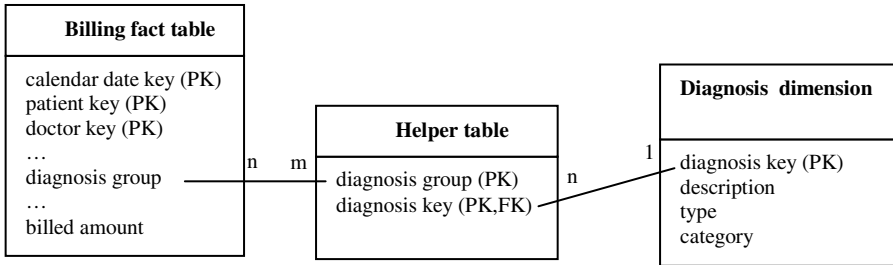 Billing fact table
calendar date key (PK)
patient key (PK)
doctor key (PK)
…
diagnosis group
…
billed amount
n
m
Helper table
diagnosis group (PK)
diagnosis key (PK,FK)
n
1
Diagnosis dimension
diagnosis key (PK)
description
type
category